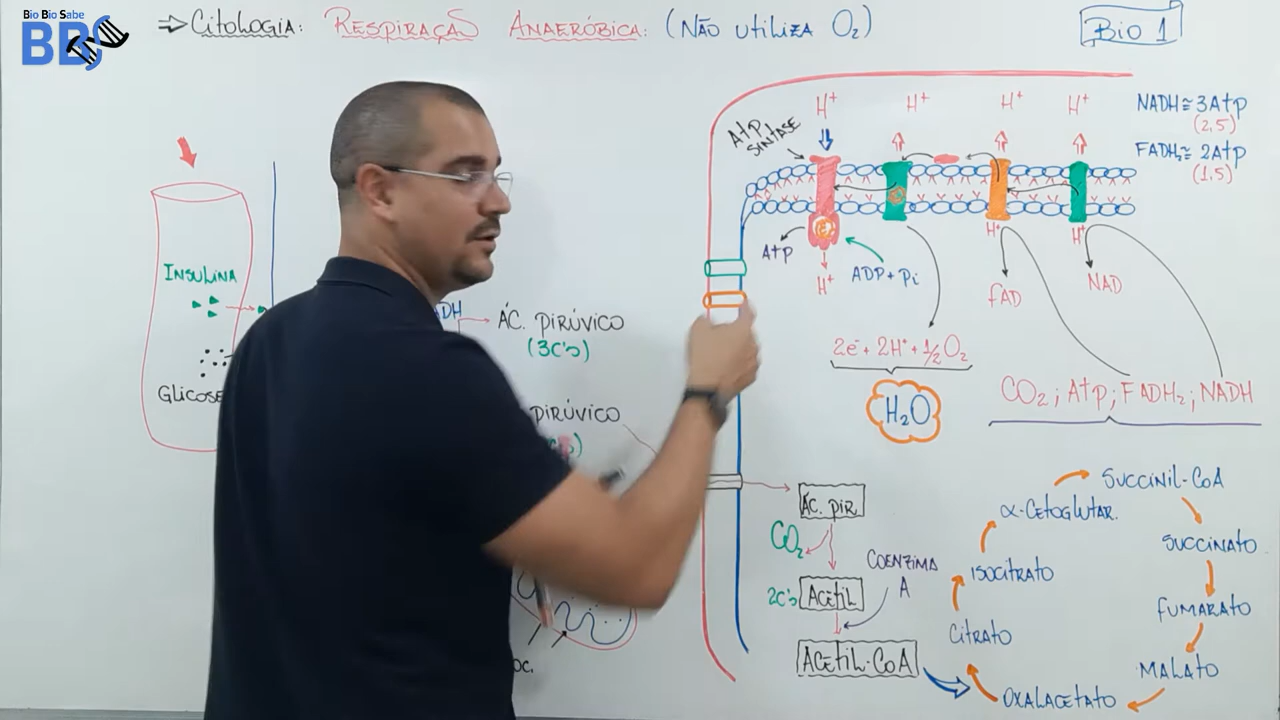 Bio Bio Sabe
BBS
⇒ Citologia: Respiração Anaeróbica: (Não utiliza O₂)
Bio 1
H⁺ H⁺ H⁺ H⁺
NADH ≅ 3Atp
(2,5)
FADH₂ ≅ 2Atp
(1,5)
Atp
sintase
Atp
H⁺
ADP + Pi
H⁺
FAD
H⁺
NAD
2e⁻ + 2H⁺ + 1/2 O₂
H₂O
CO₂; Atp; FADH₂; NADH
Insulina
Glicose
DH
Ác. Pirúvico
(3C's)
Pirúvico
Ác. Pir
CO₂
Coenzima
A
2C's
Acetil
Acetil-CoA
Succinil-CoA
α-Cetoglutar.
Succinato
Isocitrato
Fumarato
Citrato
Malato
Oxalacetato
oc.